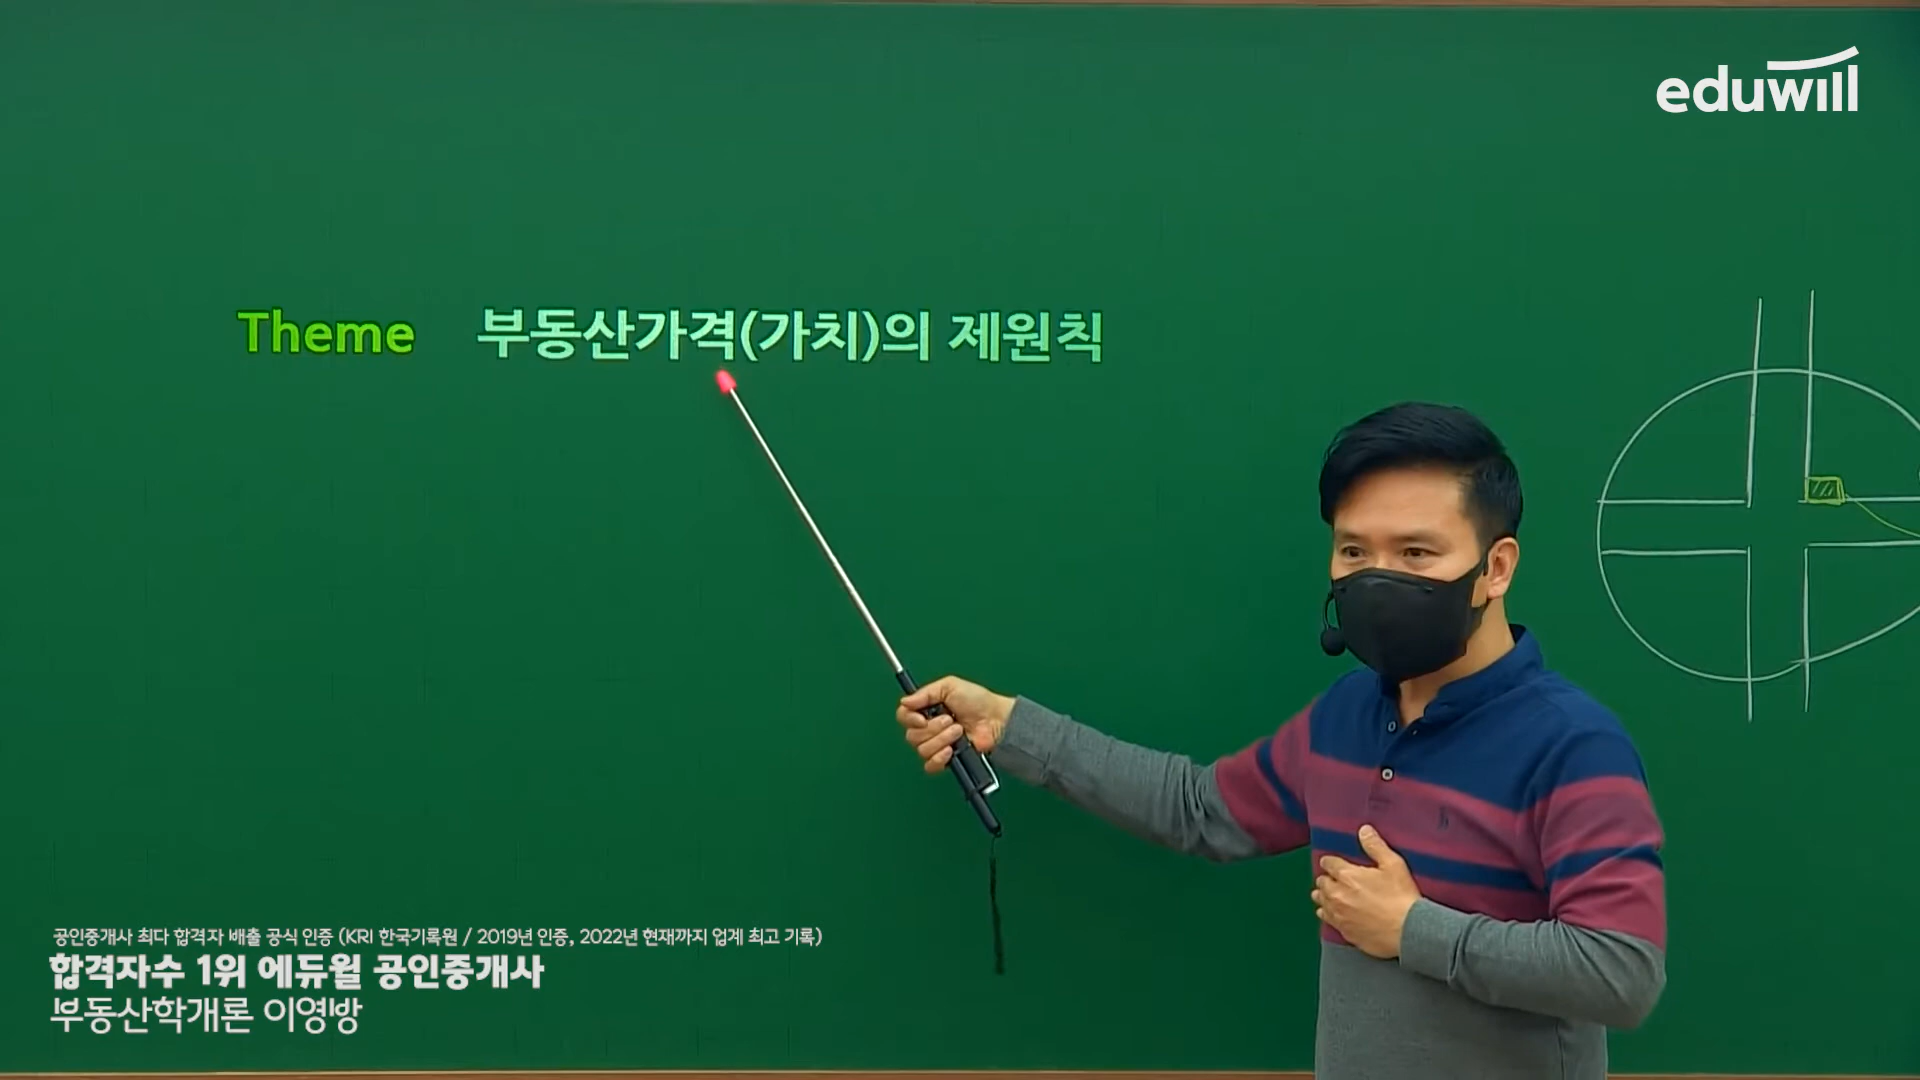 eduwill
Theme 부동산가격(가치)의 제원칙
공인중개사 최다 합격자 배출 공식 인증 (KRI 한국기록원 / 2019년 인증, 2022년 현재까지 업계 최고 기록)
합격자수 1위 에듀윌 공인중개사
부동산학개론 이영방